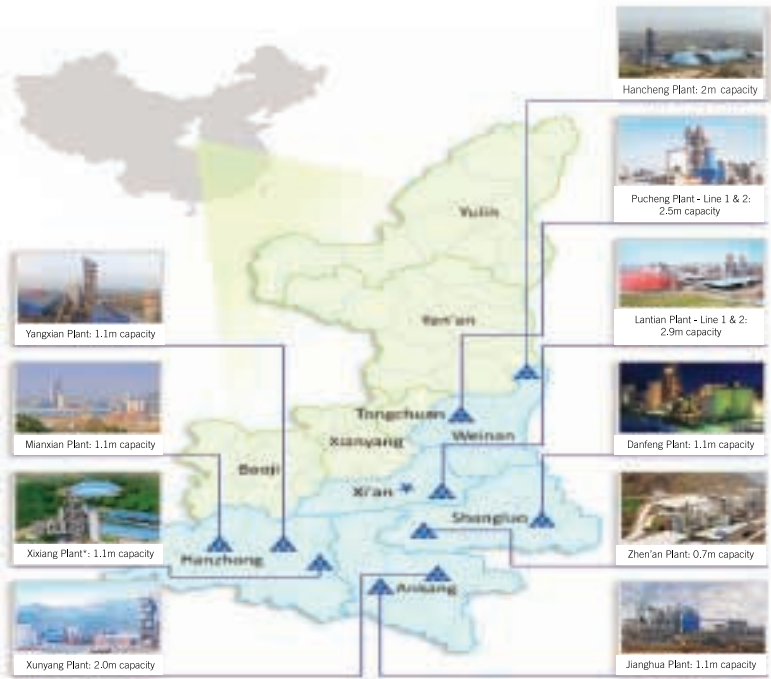 Hancheng Plant: 2m capacity
Pucheng Plant - Line 1 & 2:
2.5m capacity
Lantian Plant - Line 1 & 2:
2.9m capacity
Danfeng Plant: 1.1m capacity
Zhen'an Plant: 0.7m capacity
Jianghua Plant: 1.1m capacity
Yangxian Plant: 1.1m capacity
Mianxian Plant: 1.1m capacity
Xixiang Plant*: 1.1m capacity
Xunyang Plant: 2.0m capacity
Yulin
Yan'an
Tongchuan
Xianyang
Weinan
Baoji
Xi'an
Shangluo
Hanzhong
Ankang